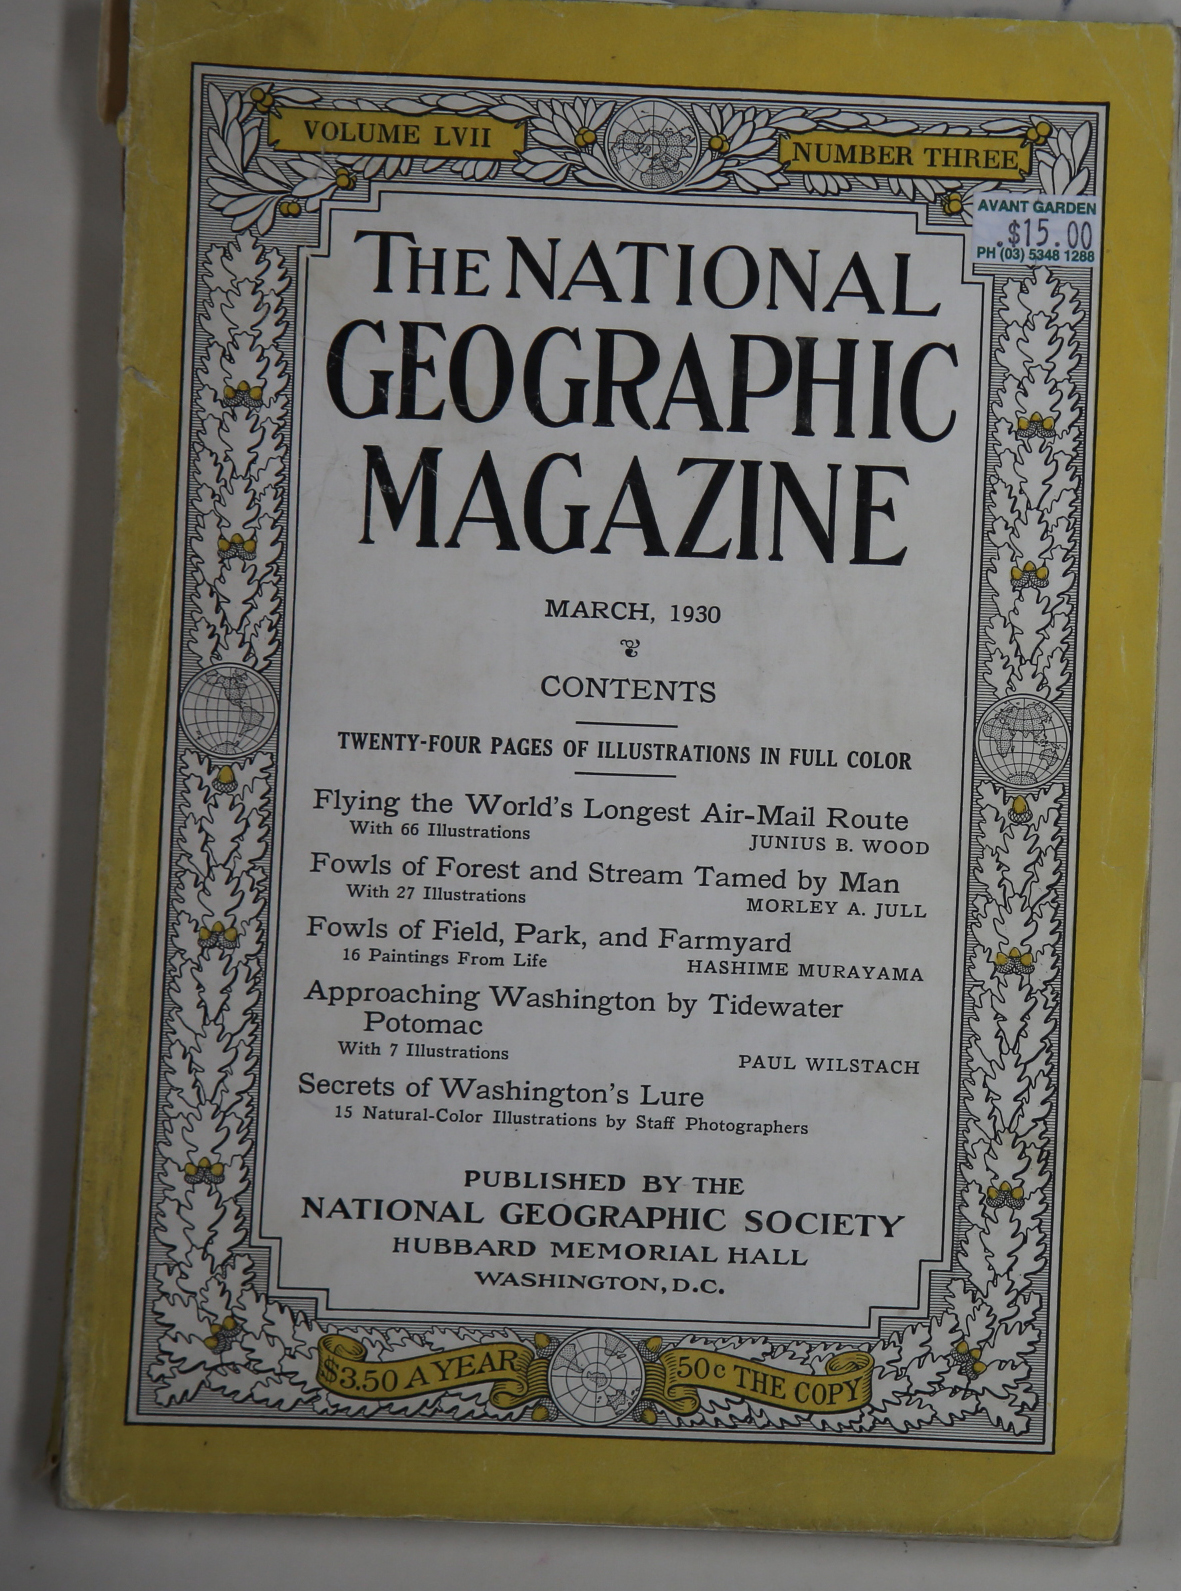 VOLUME LVII
NUMBER THREE
AVANT GARDEN
.$15.00
PH (03) 5348 1288
THE NATIONAL
GEOGRAPHIC
MAGAZINE
MARCH, 1930
CONTENTS
TWENTY-FOUR PAGES OF ILLUSTRATIONS IN FULL COLOR
Flying the World's Longest Air-Mail Route
With 66 Illustrations JUNIUS B. WOOD
Fowls of Forest and Stream Tamed by Man
With 27 Illustrations MORLEY A. JULL
Fowls of Field, Park, and Farmyard
16 Paintings From Life HASHIME MURAYAMA
Approaching Washington by Tidewater
Potomac
With 7 Illustrations PAUL WILSTACH
Secrets of Washington's Lure
15 Natural-Color Illustrations by Staff Photographers
PUBLISHED BY THE
NATIONAL GEOGRAPHIC SOCIETY
HUBBARD MEMORIAL HALL
WASHINGTON, D.C.
$3.50 A YEAR
50c THE COPY